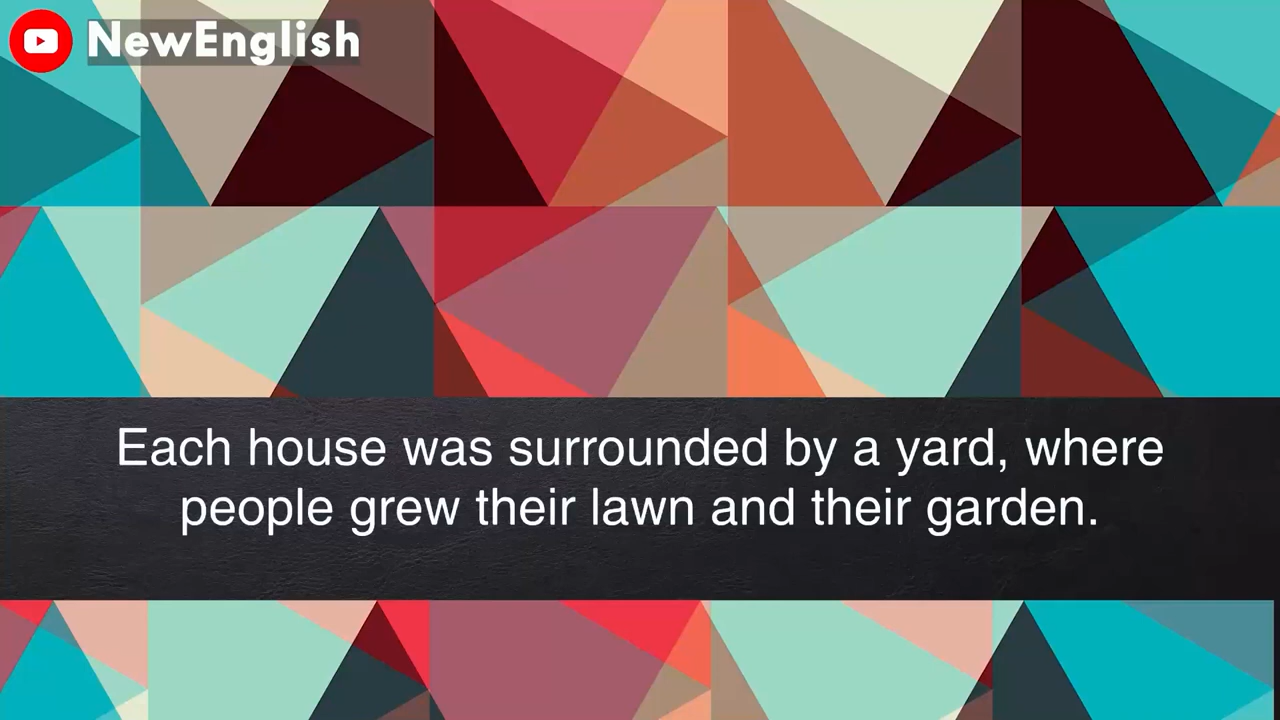 NewEnglish
Each house was surrounded by a yard, where
people grew their lawn and their garden.